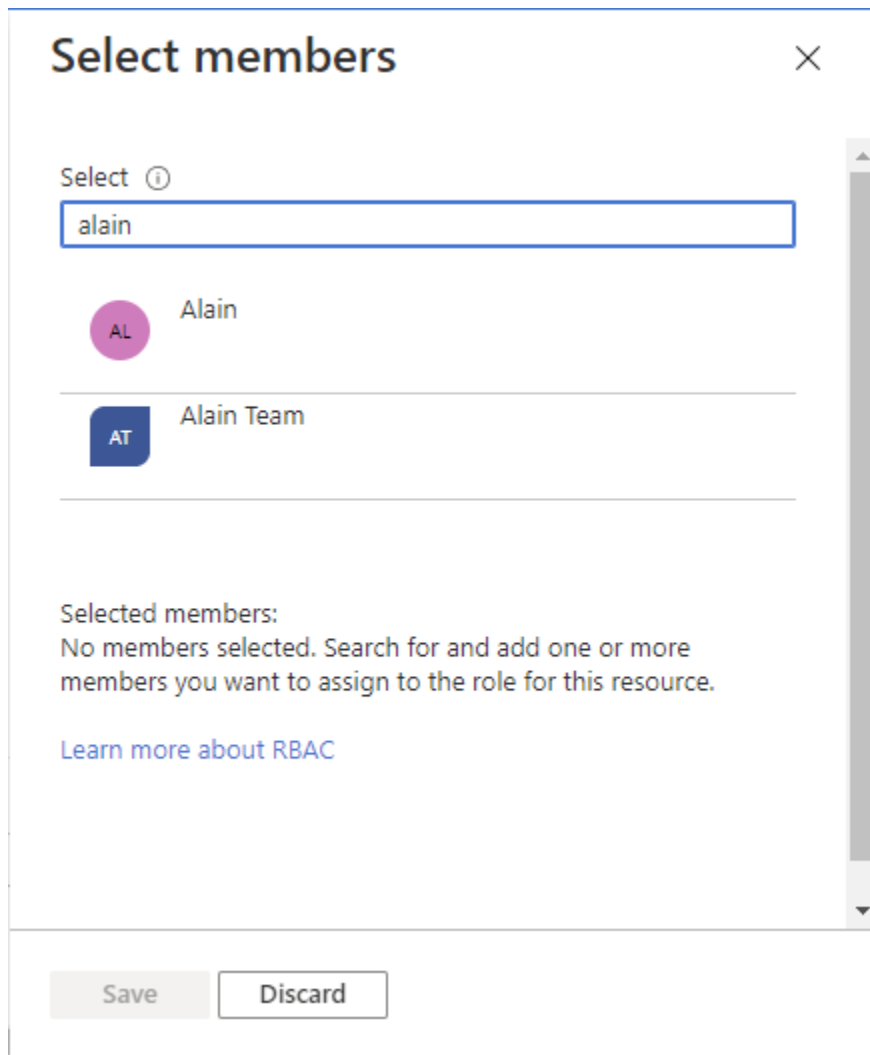 Select members
Select
alain
AL
Alain
AT
Alain Team
Selected members:
No members selected. Search for and add one or more
members you want to assign to the role for this resource.
Learn more about RBAC
Save
Discard